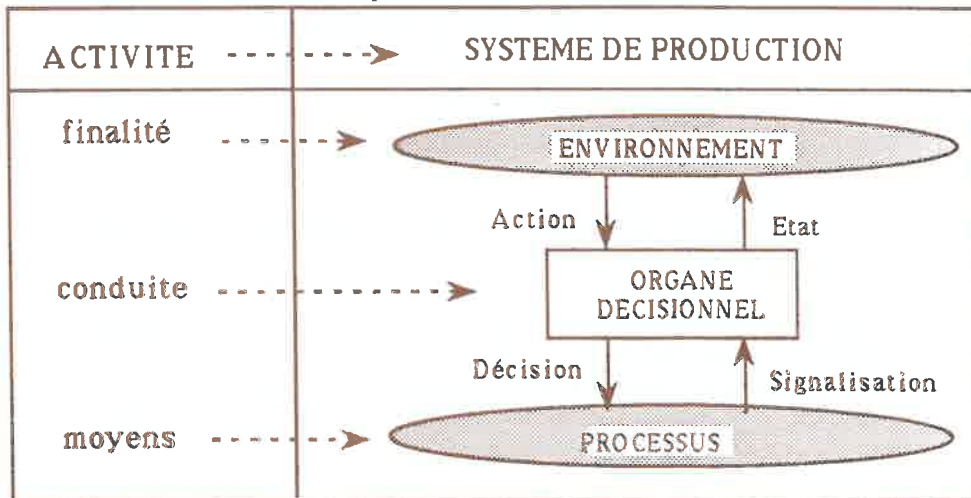 ACTIVITE
SYSTEME DE PRODUCTION
finalité
ENVIRONNEMENT
Action
Etat
conduite
ORGANE
DECISIONNEL
Décision
Signalisation
moyens
PROCESSUS